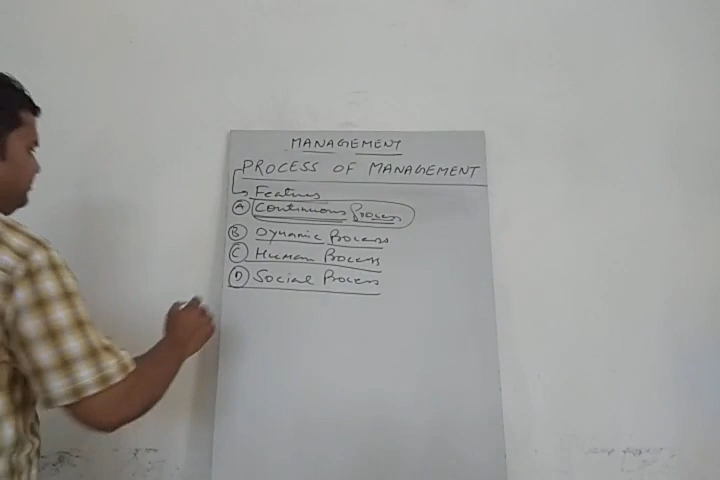 MANAGEMENT
PROCESS OF MANAGEMENT
Features
A Continuous Process
B Dynamic Process
C Human Process
D Social Process